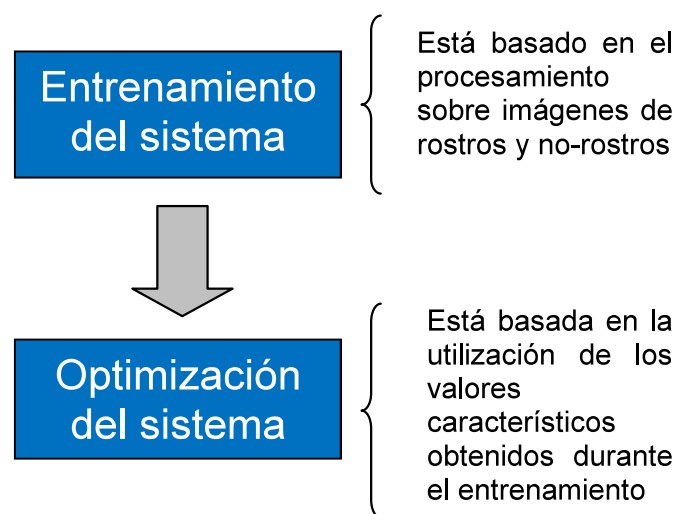 Entrenamiento
del sistema
Está basado en el
procesamiento
sobre imágenes de
rostros y no-rostros
Optimización
del sistema
Está basada en la
utilización de los
valores
característicos
obtenidos durante
el entrenamiento